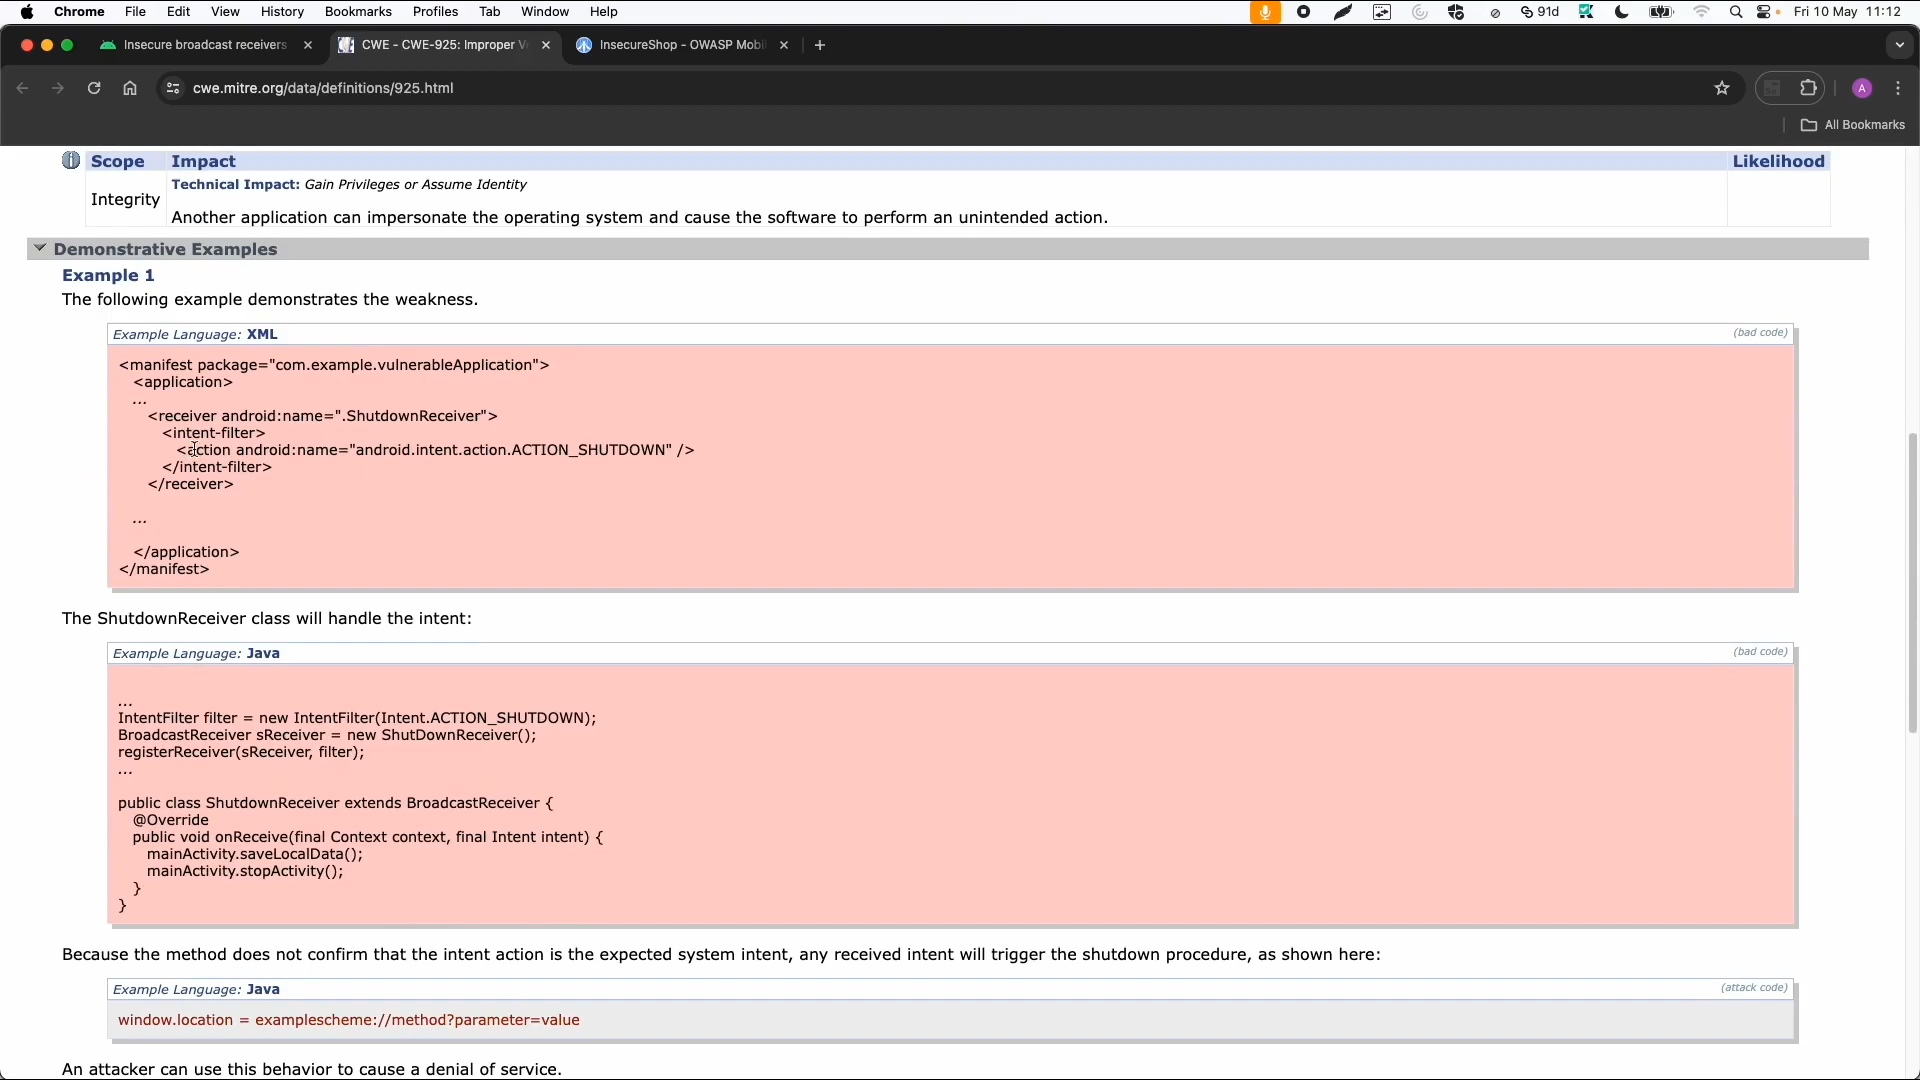 Chrome File Edit View History Bookmarks Profiles Tab Window Help 91d Fri 10 May 11:12
Insecure broadcast receivers CWE - CWE-925: Improper V InsecureShop - OWASP Mobi
cwe.mitre.org/data/definitions/925.html A
All Bookmarks
Scope Impact Likelihood
Technical Impact: Gain Privileges or Assume Identity
Integrity
Another application can impersonate the operating system and cause the software to perform an unintended action.
Demonstrative Examples
Example 1
The following example demonstrates the weakness.
Example Language: XML (bad code)
<manifest package="com.example.vulnerableApplication">
<application>
...
<receiver android:name=".ShutdownReceiver">
<intent-filter>
<action android:name="android.intent.action.ACTION_SHUTDOWN" />
</intent-filter>
</receiver>
...
</application>
</manifest>
The ShutdownReceiver class will handle the intent:
Example Language: Java (bad code)
...
IntentFilter filter = new IntentFilter(Intent.ACTION_SHUTDOWN);
BroadcastReceiver sReceiver = new ShutDownReceiver();
registerReceiver(sReceiver, filter);
...
public class ShutdownReceiver extends BroadcastReceiver {
@Override
public void onReceive(final Context context, final Intent intent) {
mainActivity.saveLocalData();
mainActivity.stopActivity();
}
}
Because the method does not confirm that the intent action is the expected system intent, any received intent will trigger the shutdown procedure, as shown here:
Example Language: Java (attack code)
window.location = examplescheme://method?parameter=value
An attacker can use this behavior to cause a denial of service.